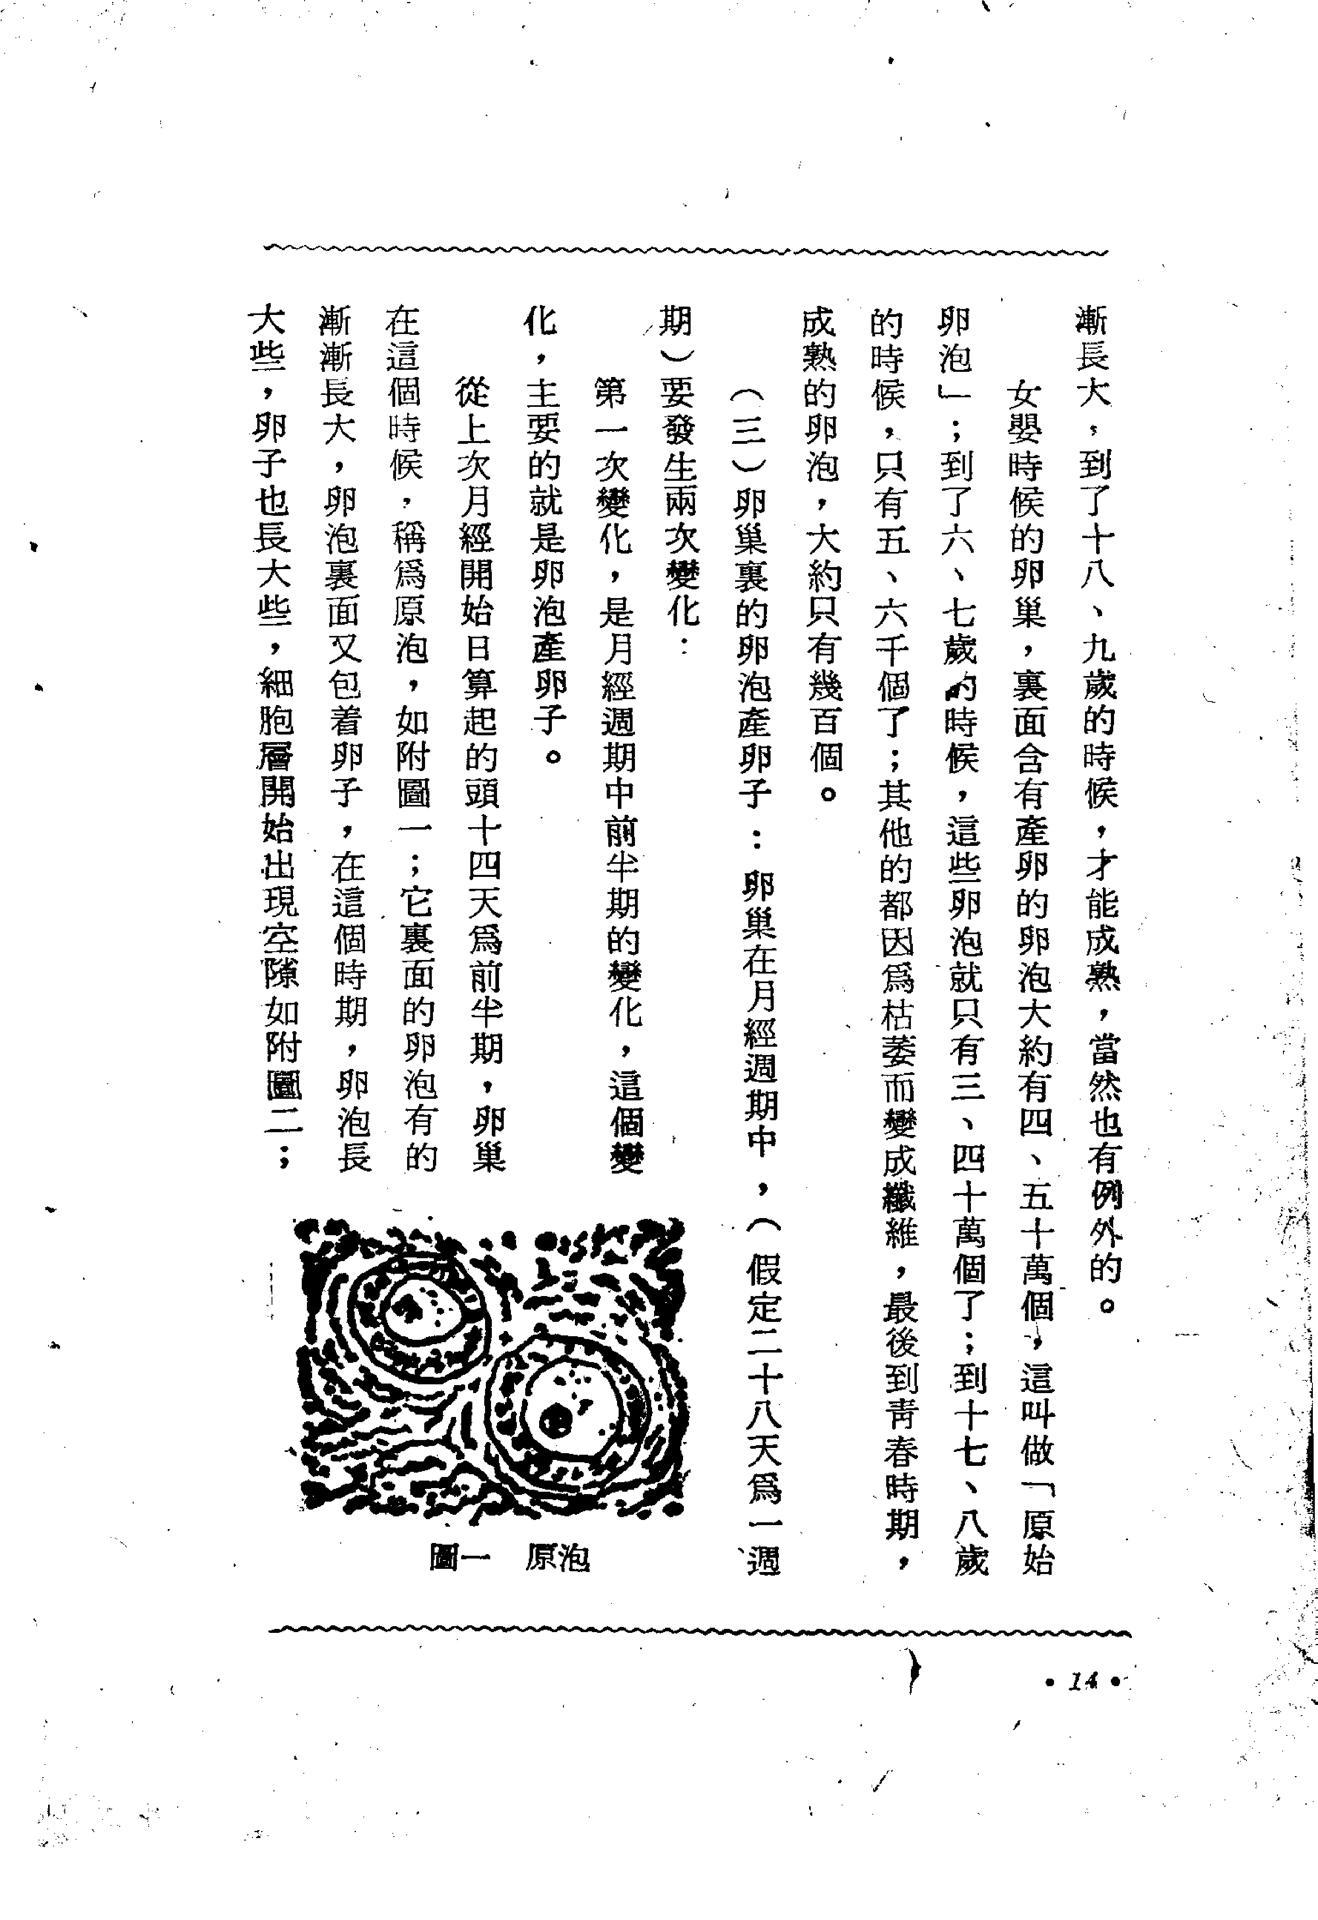 漸長大，到了十八、九歲的時候，才能成熟，當然也有例外的。
女嬰時候的卵巢，裏面含有產卵的卵泡大約有四、五十萬個，這叫做「原始
卵泡」；到了六、七歲的時候，這些卵泡就只有三、四十萬個了；到十七、八歲
的時候，只有五、六千個了；其他的都因爲枯萎而變成纖維，最後到靑春時期，
成熟的卵泡，大約只有幾百個。
（三）卵巢裏的卵泡產卵子：卵巢在月經週期中，（假定二十八天爲一週
期）要發生兩次變化：
第一次變化，是月經週期中前半期的變化，這個變
化，主要的就是卵泡產卵子。
從上次月經開始日算起的頭十四天爲前半期，卵巢
在這個時候，稱爲原泡，如附圖一；它裏面的卵泡有的
漸漸長大，卵泡裏面又包着卵子，在這個時期，卵泡長
大些，卵子也長大些，細胞層開始出現空隙如附圖二；
圖一　原泡
•14•